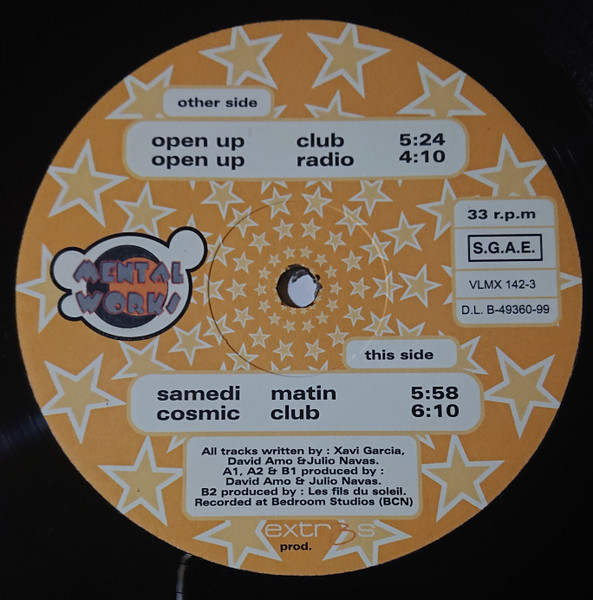 other side
open up club 5:24
open up radio 4:10
33 r.p.m
S.G.A.E.
VLMX 142-3
D.L. B-49360-99
MENTAL
WORK!
this side
samedi matin 5:58
cosmic club 6:10
All tracks written by : Xavi Garcia,
David Amo &Julio Navas.
A1, A2 & B1 produced by :
David Amo & Julio Navas.
B2 produced by : Les fils du soleil.
Recorded at Bedroom Studios (BCN)
extr3s
prod.